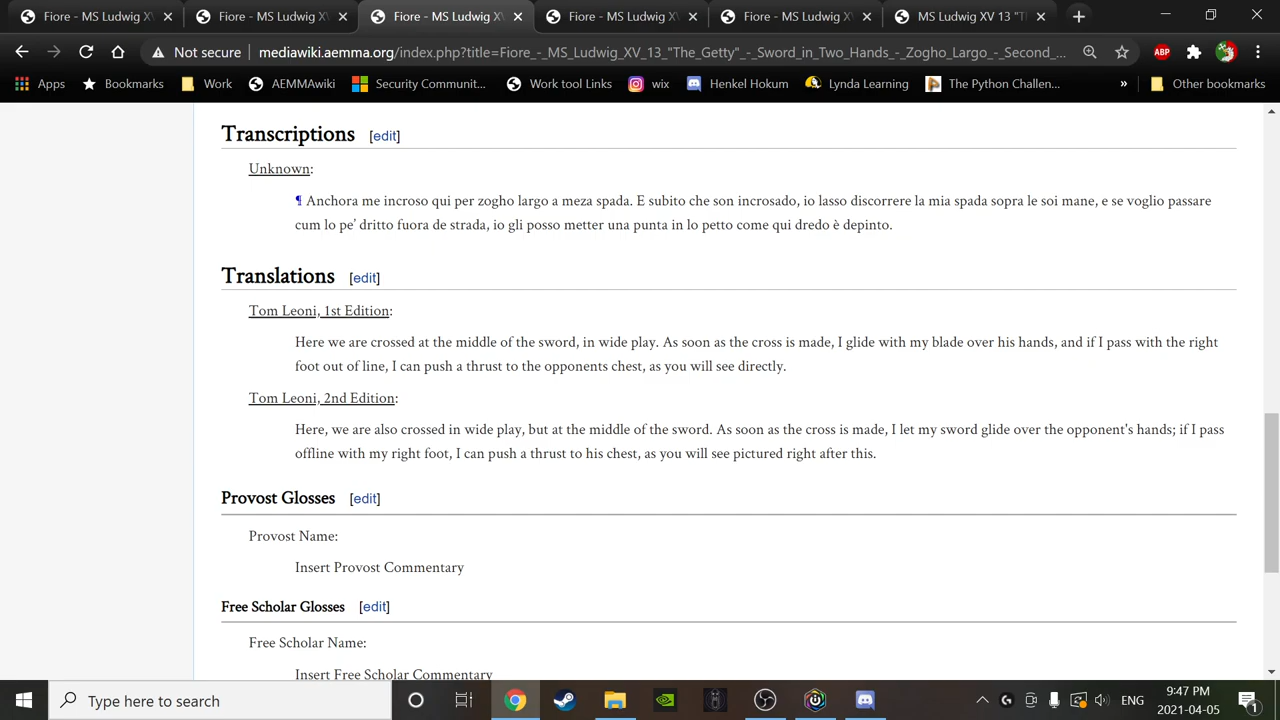 Fiore - MS Ludwig XV
Fiore - MS Ludwig XV
Fiore - MS Ludwig XV
Fiore - MS Ludwig XV
Fiore - MS Ludwig XV
MS Ludwig XV 13 "T
Not secure
mediawiki.aemma.org/index.php?title=Fiore_-_MS_Ludwig_XV_13_"The_Getty"_-_Sword_in_Two_Hands_-_Zogho_Largo_-_Second_...
ABP
Apps
Bookmarks
Work
AEMMAwiki
Security Communit...
Work tool Links
wix
Henkel Hokum
Lynda Learning
The Python Challen...
»
Other bookmarks
Transcriptions [edit]
Unknown:
¶ Anchora me incroso qui per zogho largo a meza spada. E subito che son incrosado, io lasso discorrere la mia spada sopra le soi mane, e se voglio passare
cum lo pe' dritto fuora de strada, io gli posso metter una punta in lo petto come qui dredo è depinto.
Translations [edit]
Tom Leoni, 1st Edition:
Here we are crossed at the middle of the sword, in wide play. As soon as the cross is made, I glide with my blade over his hands, and if I pass with the right
foot out of line, I can push a thrust to the opponents chest, as you will see directly.
Tom Leoni, 2nd Edition:
Here, we are also crossed in wide play, but at the middle of the sword. As soon as the cross is made, I let my sword glide over the opponent's hands; if I pass
offline with my right foot, I can push a thrust to his chest, as you will see pictured right after this.
Provost Glosses [edit]
Provost Name:
Insert Provost Commentary
Free Scholar Glosses [edit]
Free Scholar Name:
Insert Free Scholar Commentary
Type here to search
ENG
9:47 PM
2021-04-05
1